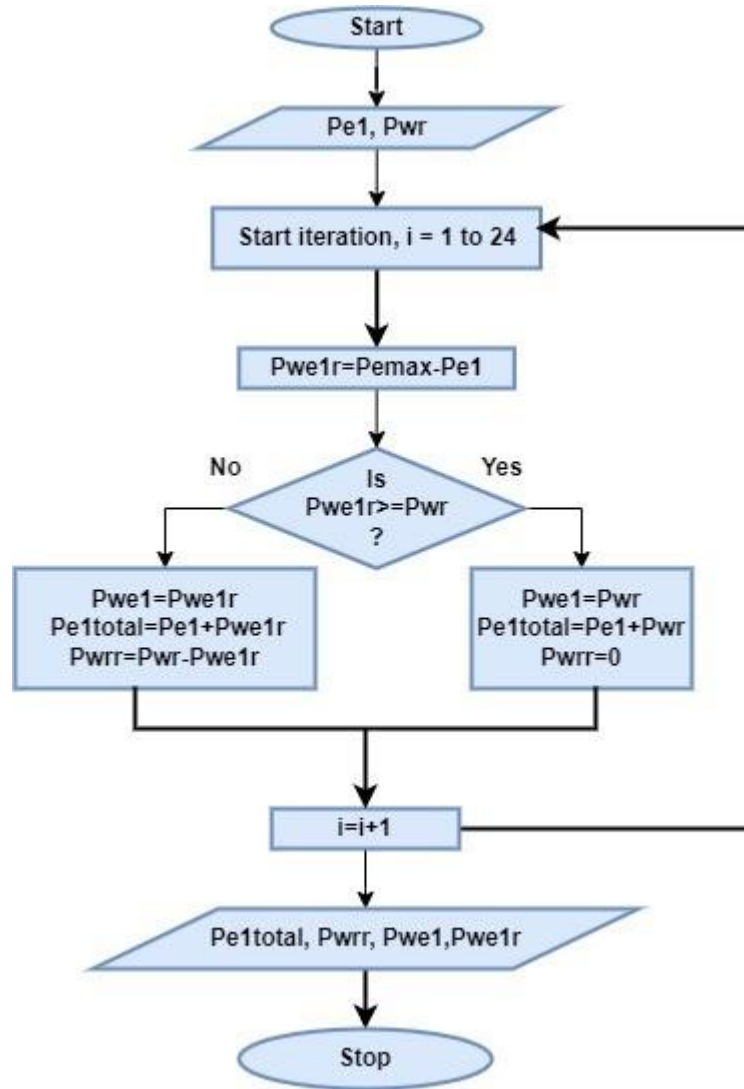 Start
Pe1, Pwr
Start iteration, i = 1 to 24
Pwe1r=Pemax-Pe1
No
Yes
Is
Pwe1r>=Pwr
?
Pwe1=Pwe1r
Pe1total=Pe1+Pwe1r
Pwrr=Pwr-Pwe1r
Pwe1=Pwr
Pe1total=Pe1+Pwr
Pwrr=0
i=i+1
Pe1total, Pwrr, Pwe1,Pwe1r
Stop